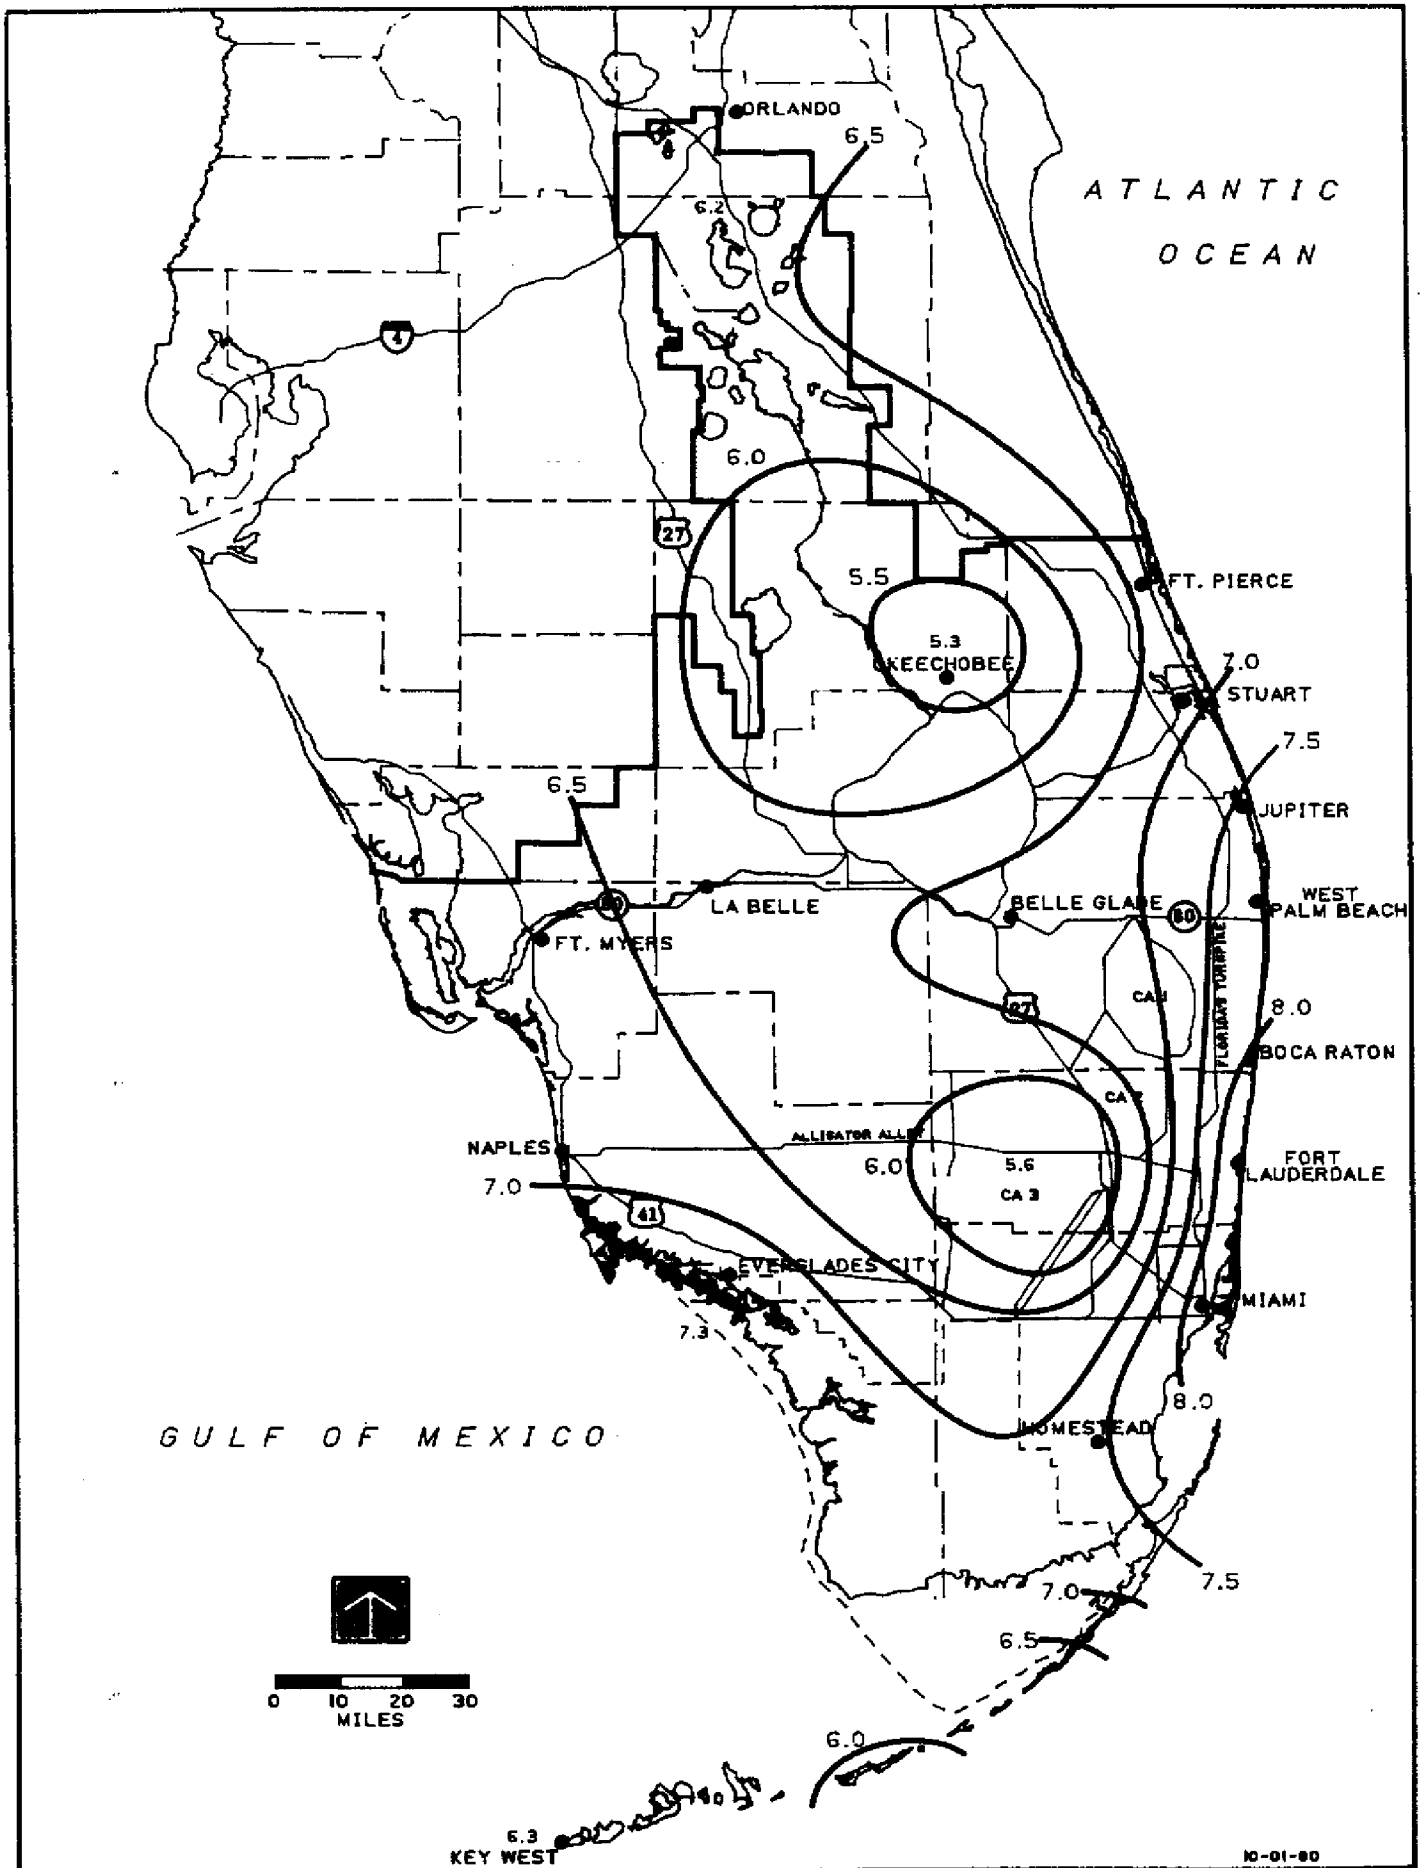 ORLANDO
6.5
ATLANTIC
OCEAN
6.2
4
6.0
27
5.5
FT. PIERCE
5.3
OKEECHOBEE
7.0
STUART
7.5
6.5
JUPITER
LA BELLE
BELLE GLADE
80
WEST
PALM BEACH
80
FT. MYERS
FLORIDA'S TURNPIKE
CA 1
27
8.0
BOCA RATON
CA 2
ALLIGATOR ALLEY
NAPLES
6.0
5.6
FORT
LAUDERDALE
7.0
CA 3
41
EVERGLADES CITY
MIAMI
7.3
8.0
GULF OF MEXICO
HOMESTEAD
7.5
7.0
6.5
0 10 20 30
MILES
6.0
6.3
KEY WEST
10-01-80